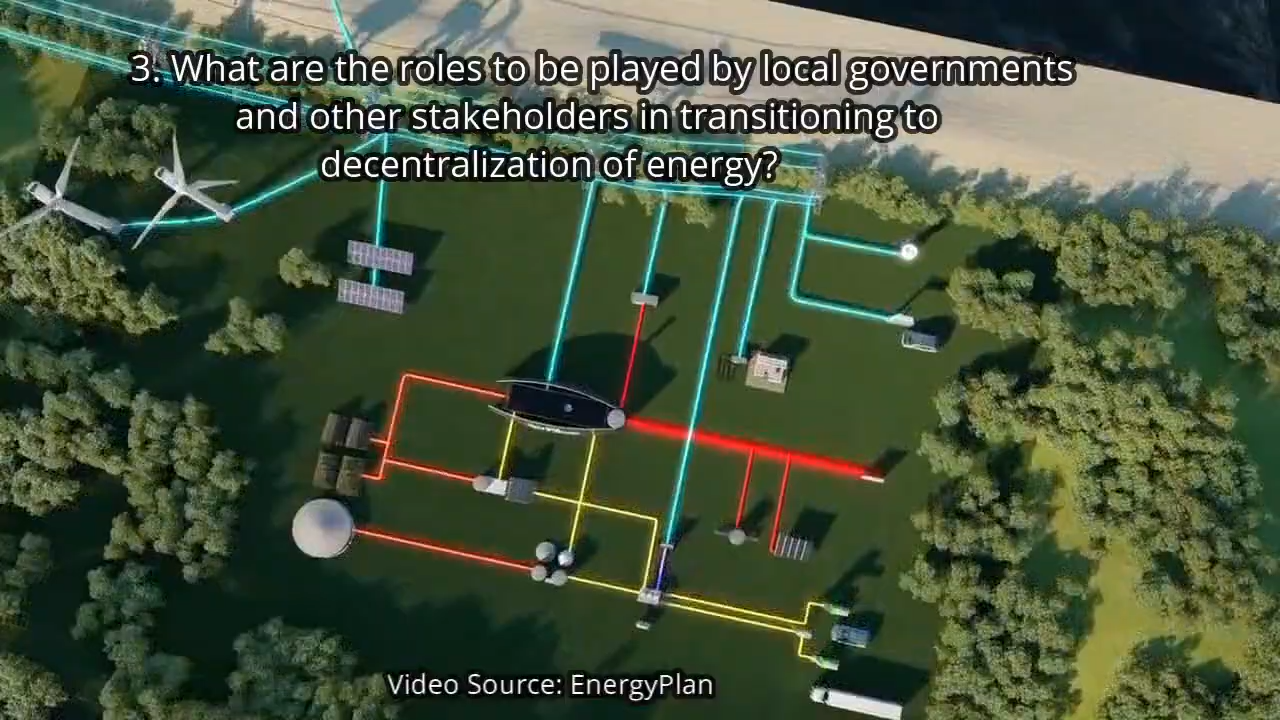 3. What are the roles to be played by local governments
and other stakeholders in transitioning to
decentralization of energy?
Video Source: EnergyPlan